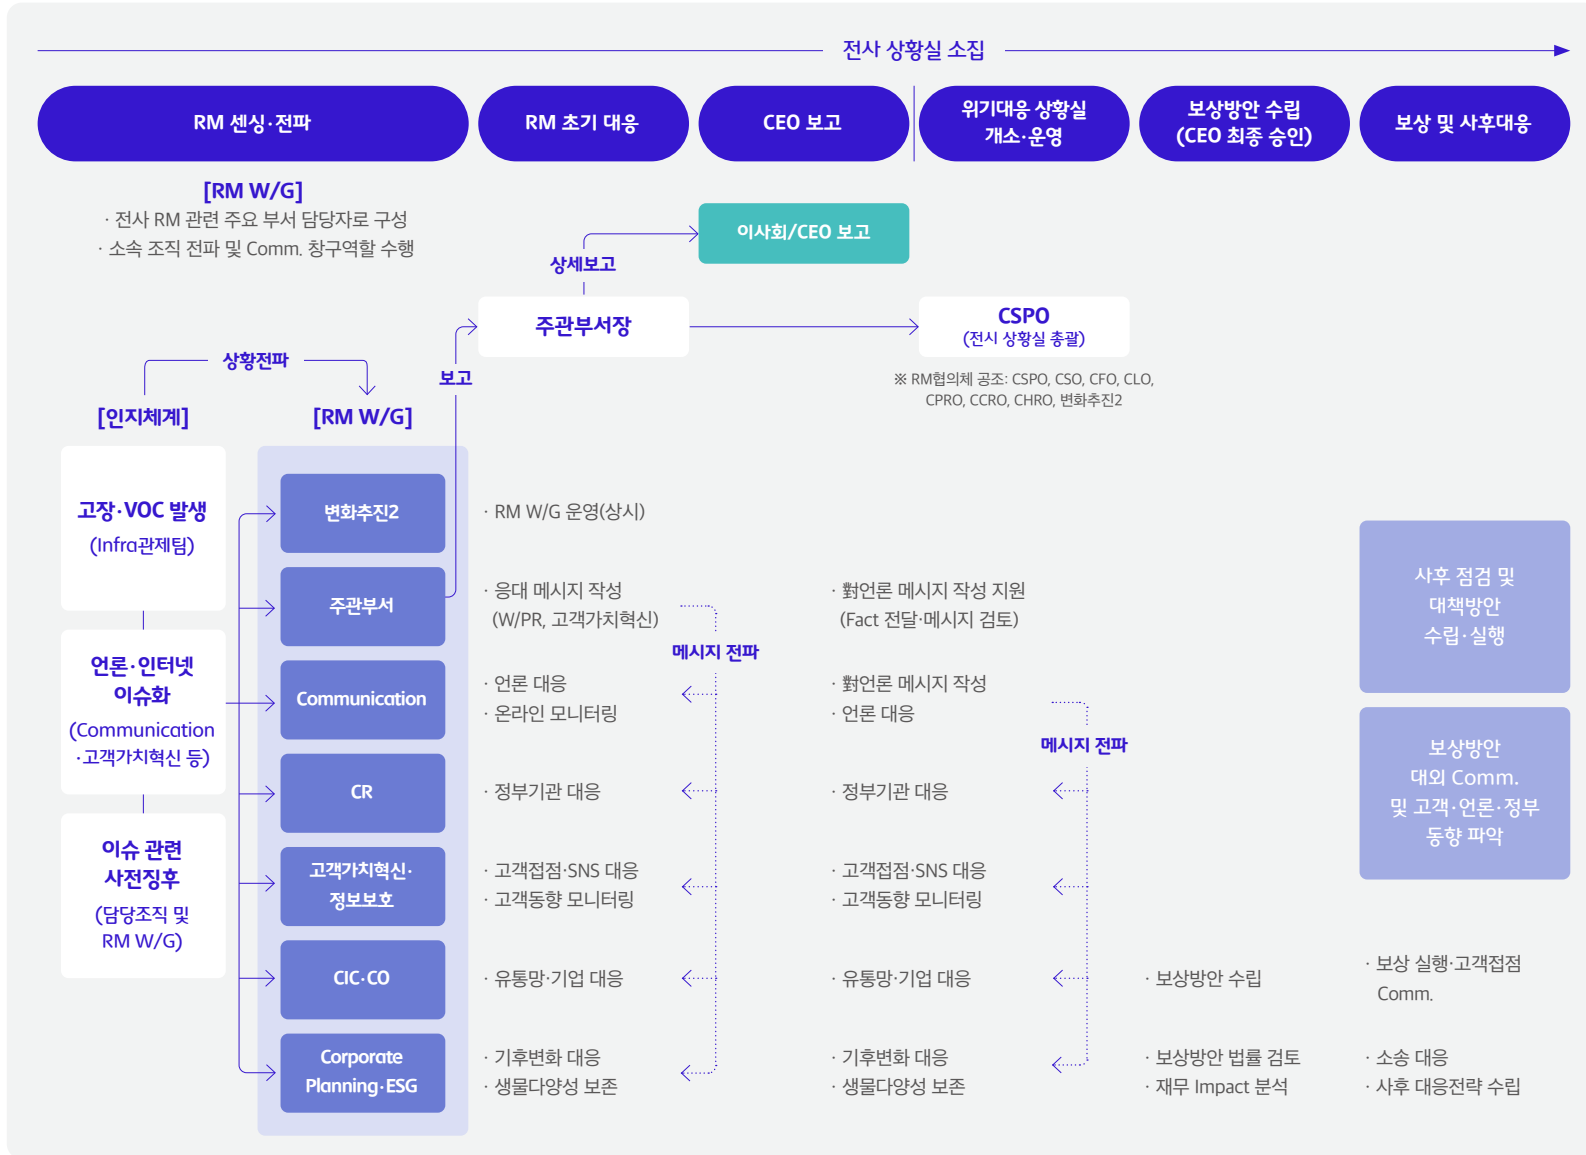 전사 상황실 소집
RM 센싱·전파
RM 초기 대응
CEO 보고
위기대응 상황실
개소·운영
보상방안 수립
(CEO 최종 승인)
보상 및 사후대응
[RM W/G]
· 전사 RM 관련 주요 부서 담당자로 구성
· 소속 조직 전파 및 Comm. 창구역할 수행
이사회/CEO 보고
상세보고
주관부서장
CSPO
(전시 상황실 총괄)
※ RM협의체 공조: CSPO, CSO, CFO, CLO,
CPRO, CCRO, CHRO, 변화추진2
상황전파
보고
[인지체계]
[RM W/G]
고장·VOC 발생
(Infra관제팀)
언론·인터넷
이슈화
(Communication
·고객가치혁신 등)
이슈 관련
사전징후
(담당조직 및
RM W/G)
변화추진2
· RM W/G 운영(상시)
주관부서
· 응대 메시지 작성
(W/PR, 고객가치혁신)
· 對언론 메시지 작성 지원
(Fact 전달·메시지 검토)
메시지 전파
Communication
· 언론 대응
· 온라인 모니터링
· 對언론 메시지 작성
· 언론 대응
메시지 전파
CR
· 정부기관 대응
· 정부기관 대응
고객가치혁신·
정보보호
· 고객접점·SNS 대응
· 고객동향 모니터링
· 고객접점·SNS 대응
· 고객동향 모니터링
CIC·CO
· 유통망·기업 대응
· 유통망·기업 대응
· 보상방안 수립
· 보상 실행·고객접점
Comm.
Corporate
Planning·ESG
· 기후변화 대응
· 생물다양성 보존
· 기후변화 대응
· 생물다양성 보존
· 보상방안 법률 검토
· 재무 Impact 분석
· 소송 대응
· 사후 대응전략 수립
사후 점검 및
대책방안
수립·실행
보상방안
대외 Comm.
및 고객·언론·정부
동향 파악